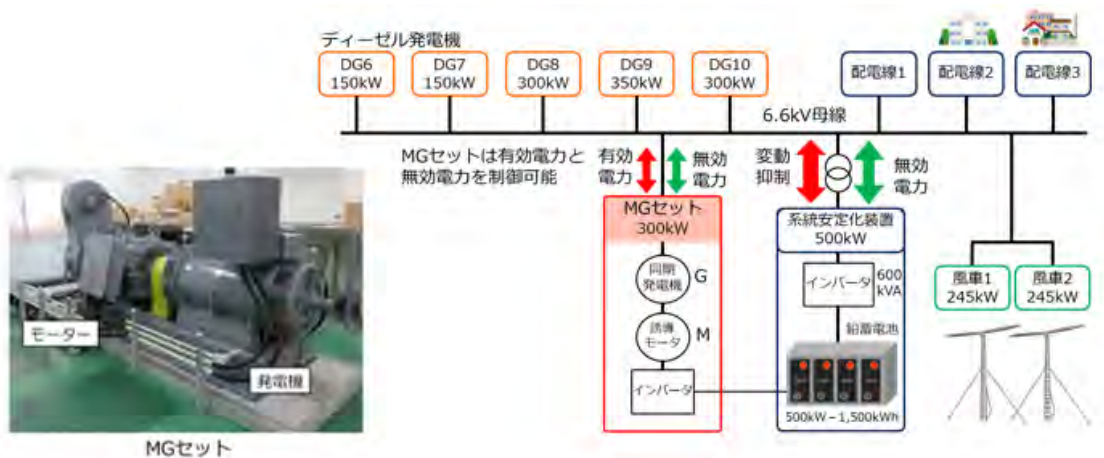 ディーゼル発電機
DG6
150kW
DG7
150kW
DG8
300kW
DG9
350kW
DG10
300kW
配電線1
配電線2
配電線3
6.6kV母線
MGセットは有効電力と
無効電力を制御可能
有効
電力
無効
電力
変動
抑制
無効
電力
MGセット
300kW
同期
発電機
G
誘導
モータ
M
インバータ
系統安定化装置
500kW
インバータ
600
kVA
鉛蓄電池
500kW－1,500kWh
風車1
245kW
風車2
245kW
モーター
発電機
MGセット